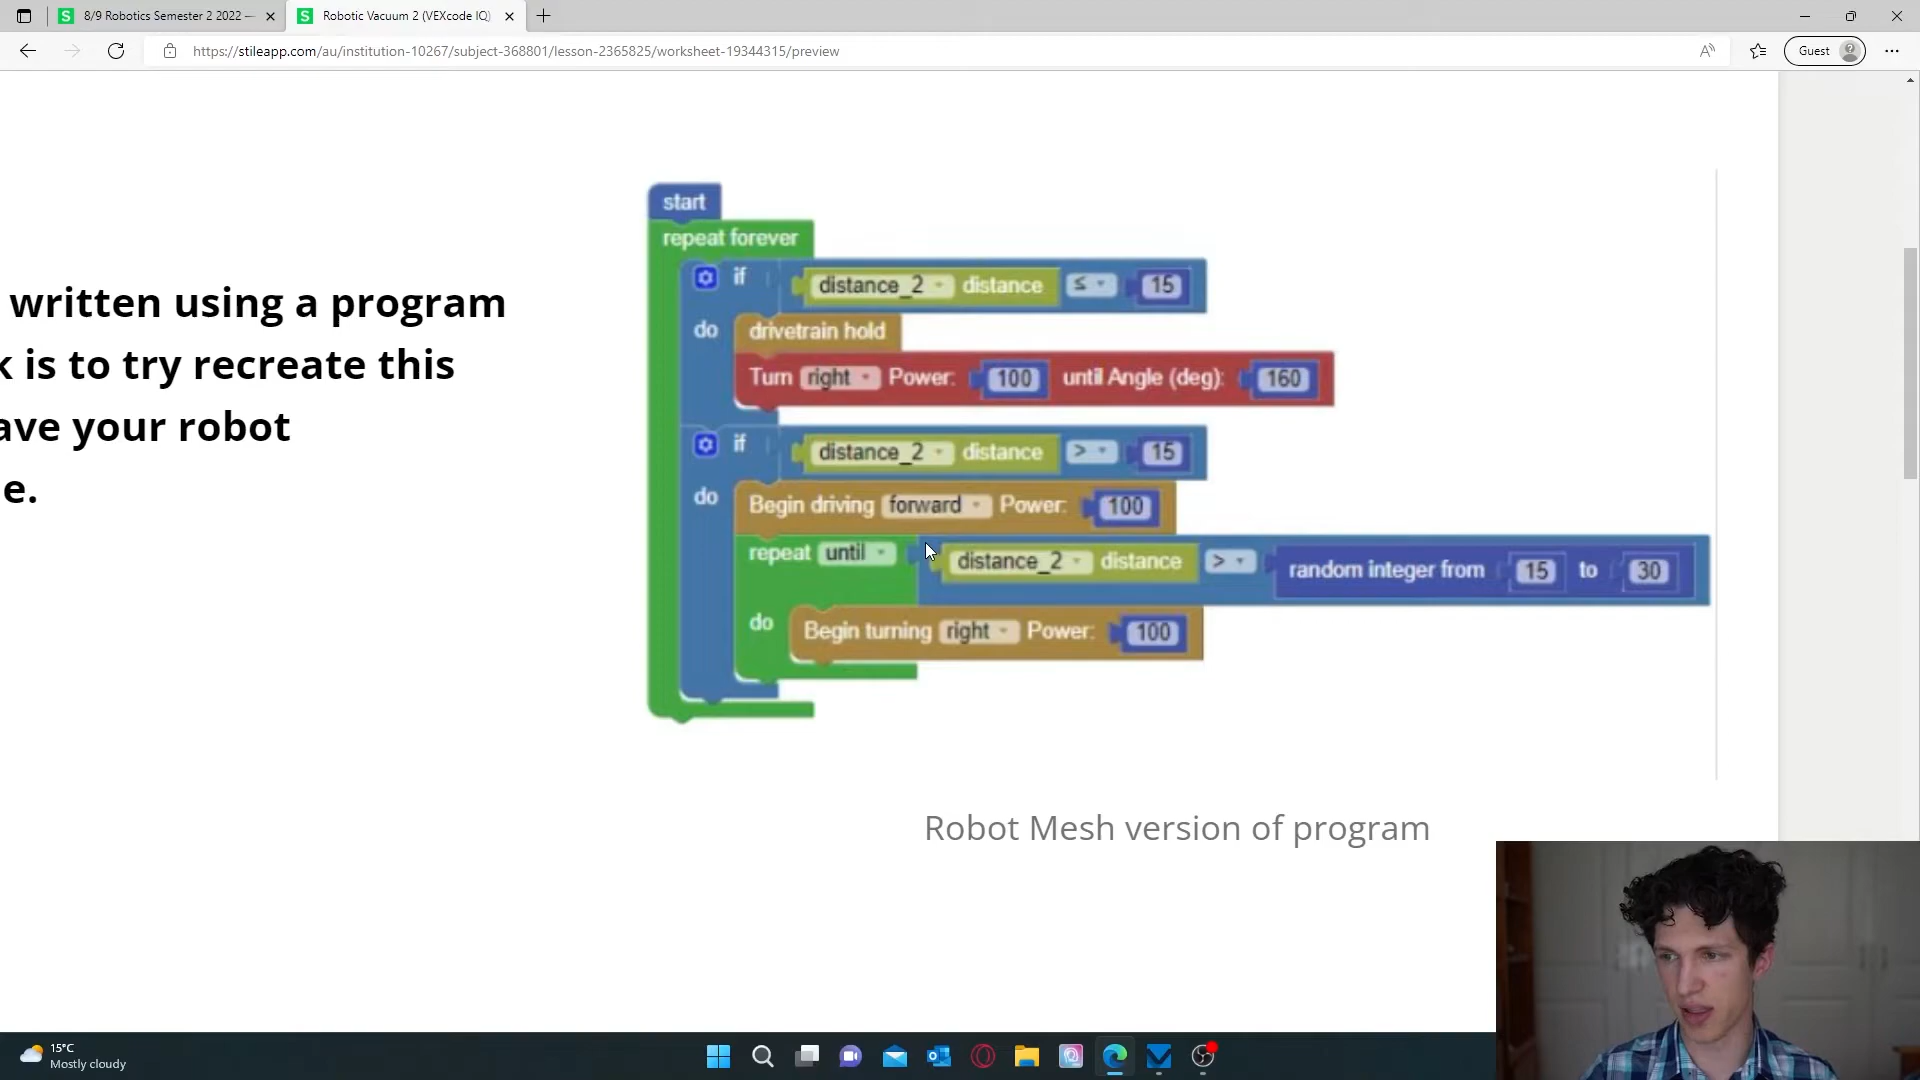 8/9 Robotics Semester 2 2022 —
Robotic Vacuum 2 (VEXcode IQ)
https://stileapp.com/au/institution-10267/subject-368801/lesson-2365825/worksheet-19344315/preview
Guest
start
repeat forever
if distance_2 distance ≤ 15
do drivetrain hold
Turn right Power: 100 until Angle (deg): 160
if distance_2 distance > 15
do Begin driving forward Power: 100
repeat until distance_2 distance > random integer from 15 to 30
do Begin turning right Power: 100
written using a program
k is to try recreate this
ave your robot
e.
Robot Mesh version of program
15°C
Mostly cloudy